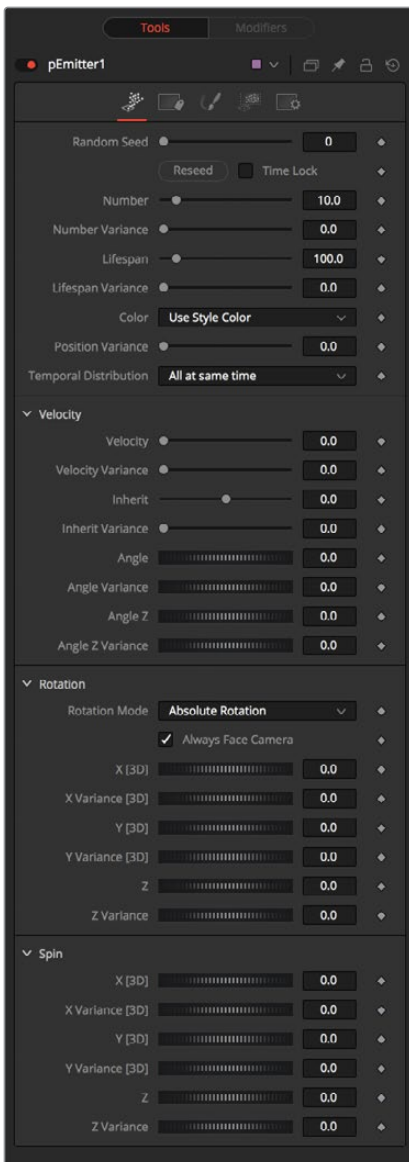 Tools Modifiers
pEmitter1
Random Seed 0
Reseed Time Lock
Number 10.0
Number Variance 0.0
Lifespan 100.0
Lifespan Variance 0.0
Color Use Style Color
Position Variance 0.0
Temporal Distribution All at same time
Velocity
Velocity 0.0
Velocity Variance 0.0
Inherit 0.0
Inherit Variance 0.0
Angle 0.0
Angle Variance 0.0
Angle Z 0.0
Angle Z Variance 0.0
Rotation
Rotation Mode Absolute Rotation
Always Face Camera
X [3D] 0.0
X Variance [3D] 0.0
Y [3D] 0.0
Y Variance [3D] 0.0
Z 0.0
Z Variance 0.0
Spin
X [3D] 0.0
X Variance [3D] 0.0
Y [3D] 0.0
Y Variance [3D] 0.0
Z 0.0
Z Variance 0.0